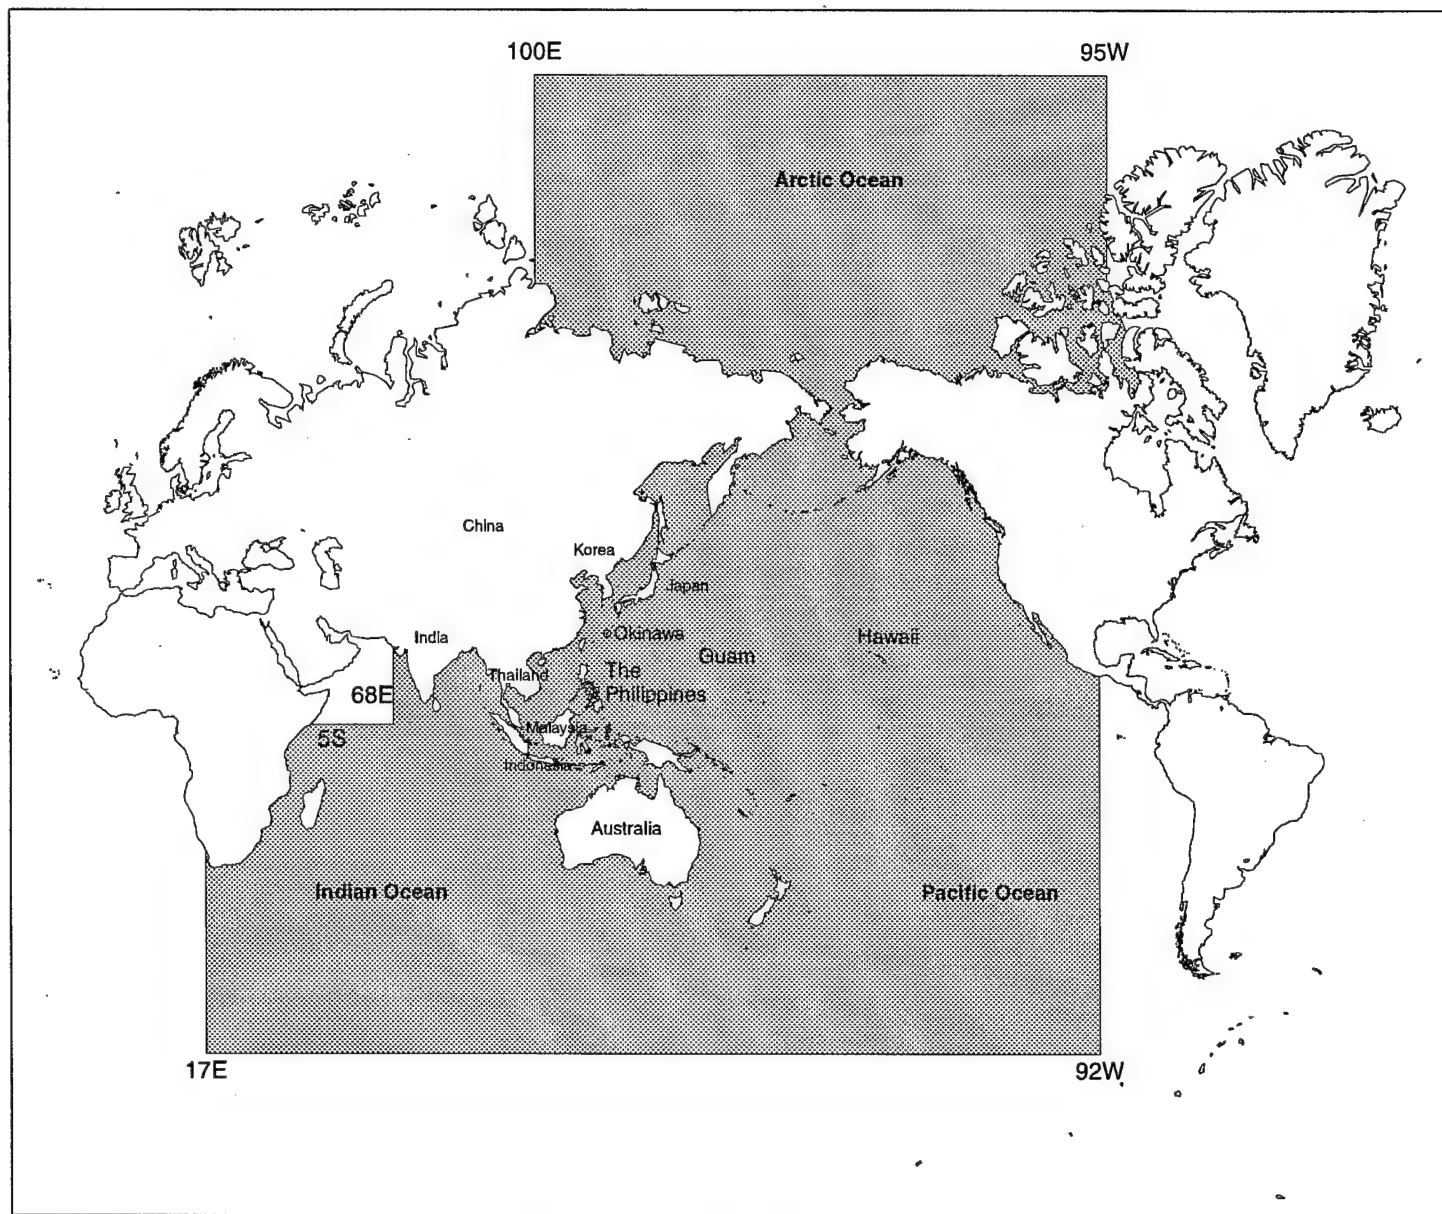 100E
95W
Arctic Ocean
China
Korea
Japan
India
Okinawa
Hawaii
Guam
Thailand
The
Philippines
68E
Malaysia
5S
Indonesia
Australia
Indian Ocean
Pacific Ocean
17E
92W